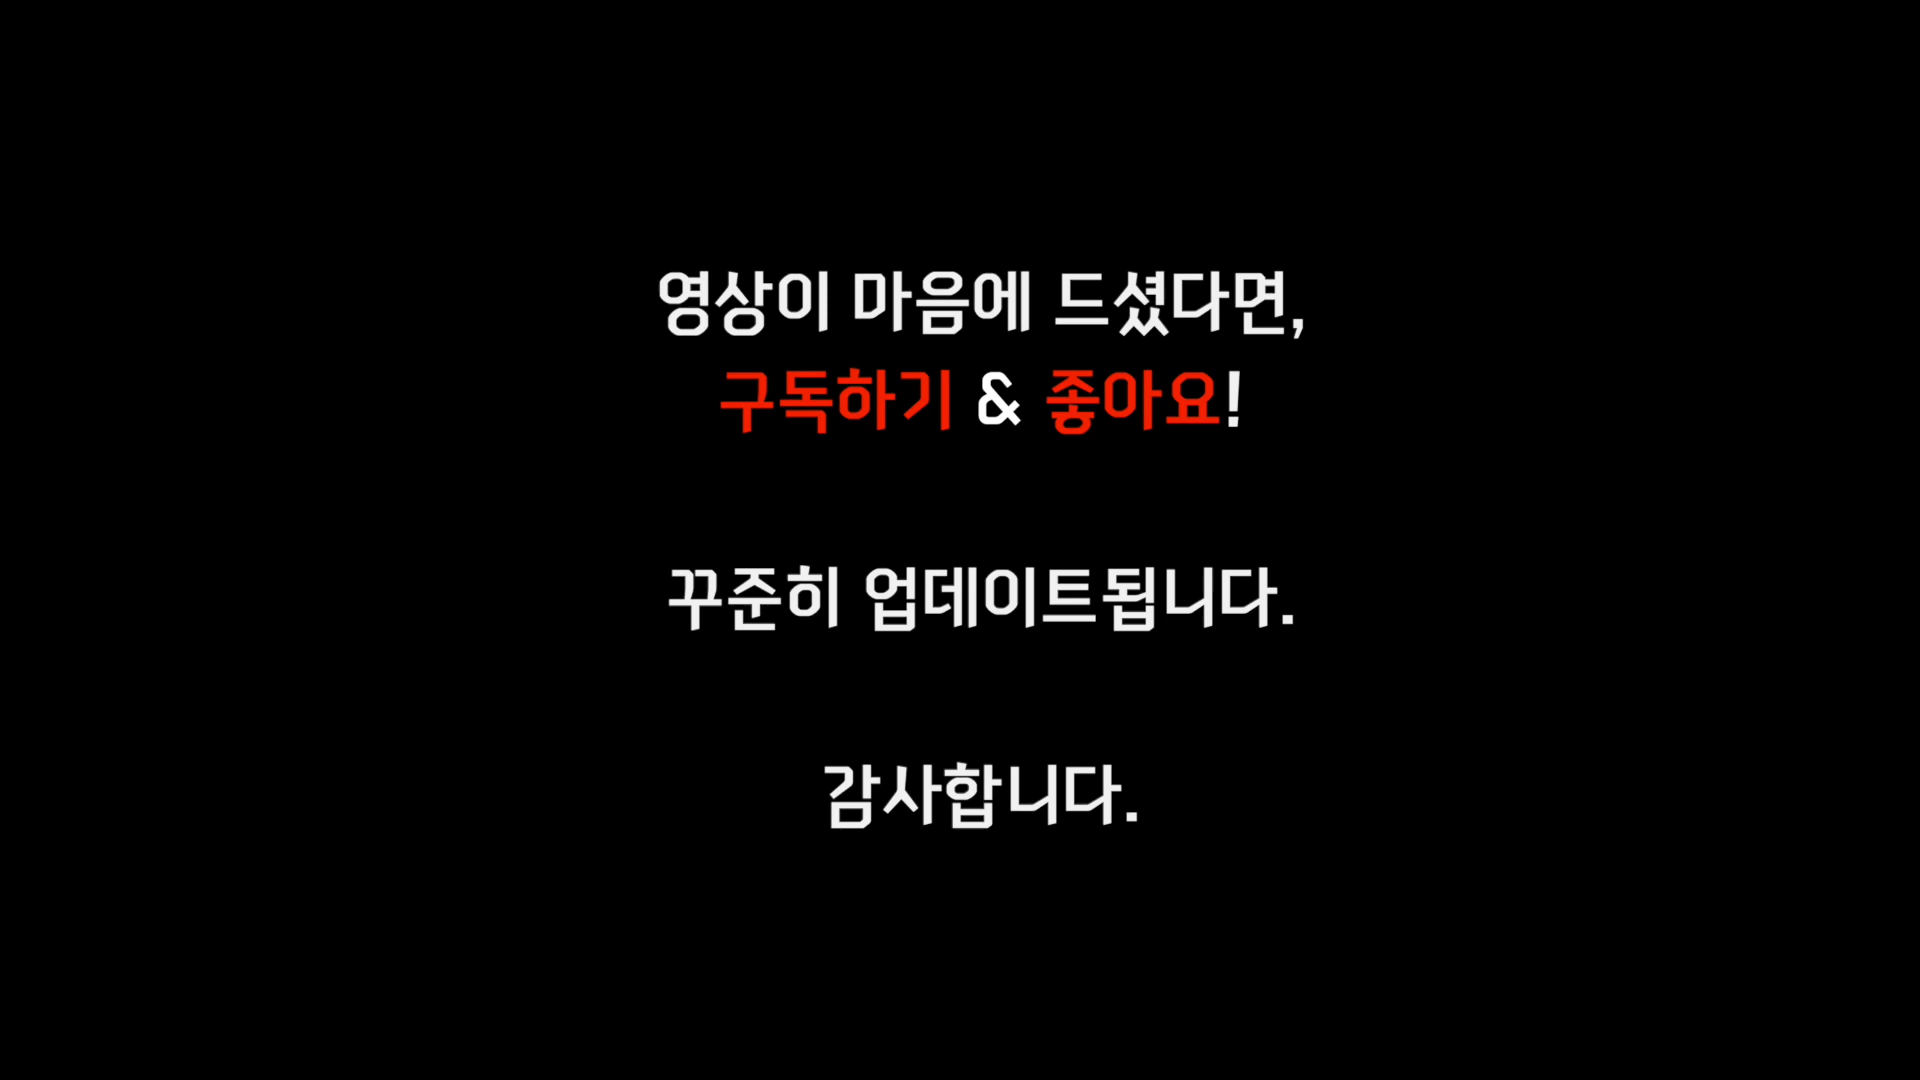 영상이 마음에 드셨다면,
구독하기 & 좋아요!
꾸준히 업데이트됩니다.
감사합니다.